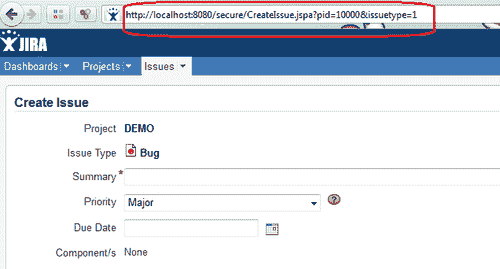 http://localhost:8080/secure/CreateIssue.jspa?pid=10000&issuetype=1
JIRA
Dashboards Projects Issues
Create Issue
Project DEMO
Issue Type Bug
Summary *
Priority Major
Due Date
Component/s None